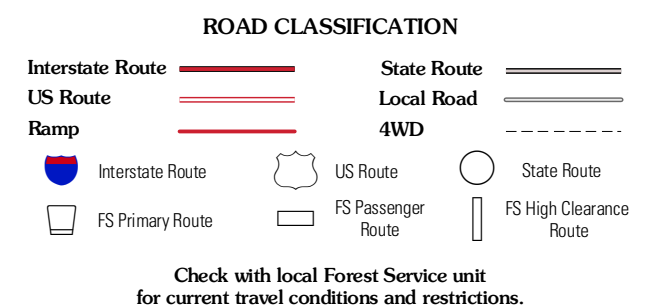 ROAD CLASSIFICATION
Interstate Route
State Route
US Route
Local Road
Ramp
4WD
Interstate Route
US Route
State Route
FS Primary Route
FS Passenger
Route
FS High Clearance
Route
Check with local Forest Service unit
for current travel conditions and restrictions.